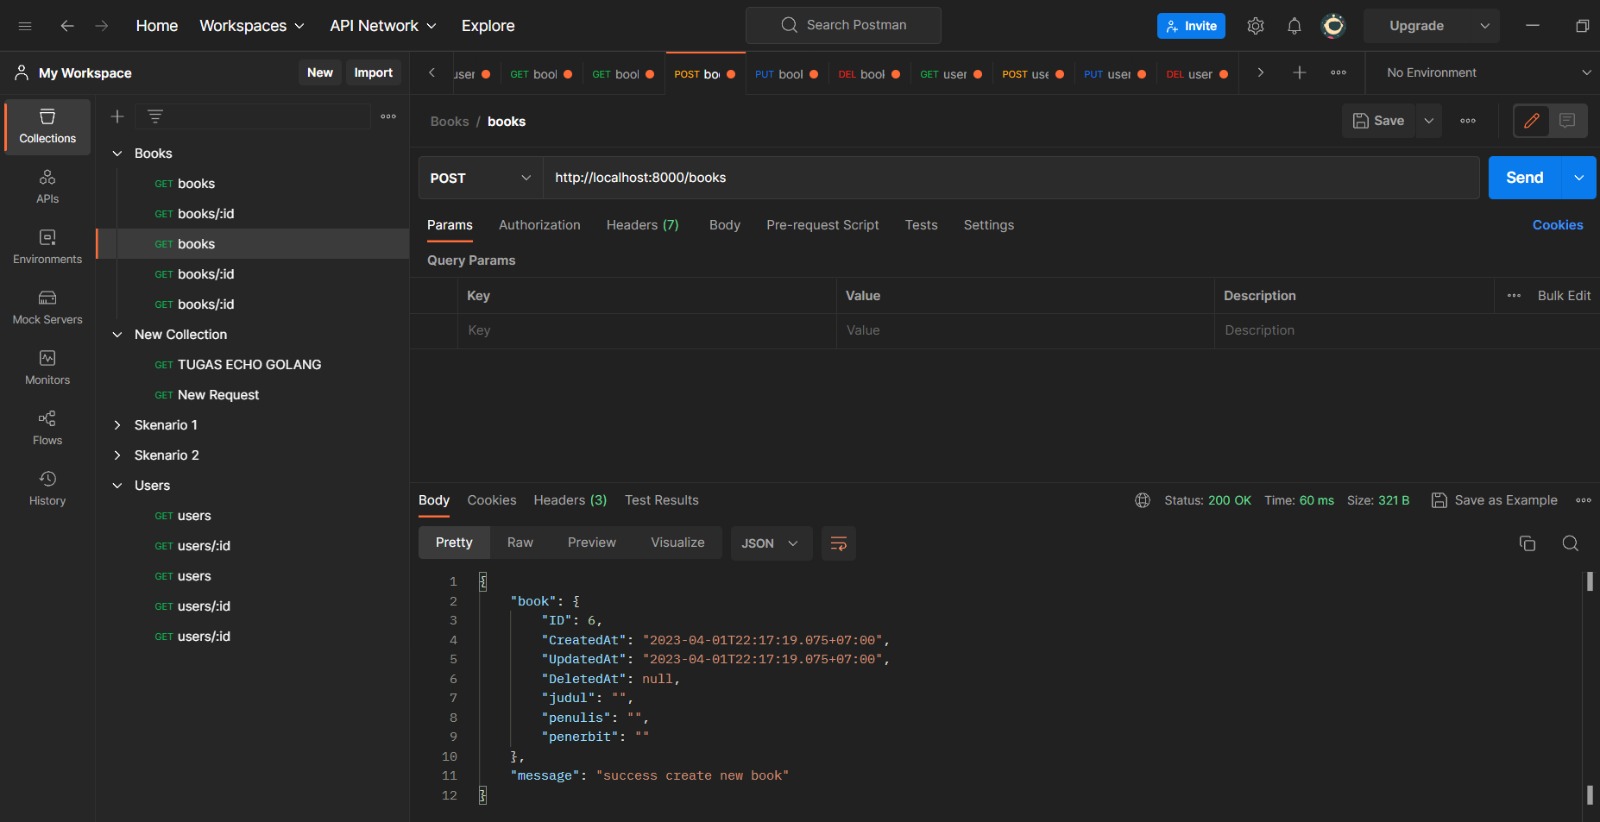 Home Workspaces API Network Explore Search Postman Invite Upgrade
My Workspace New Import user GET bool GET bool POST bo PUT bool DEL book GET user POST use PUT user DEL user No Environment
Collections
APIs
Environments
Mock Servers
Monitors
Flows
History
Books
GET books
GET books/:id
GET books
GET books/:id
GET books/:id
New Collection
GET TUGAS ECHO GOLANG
GET New Request
Skenario 1
Skenario 2
Users
GET users
GET users/:id
GET users
GET users/:id
GET users/:id
Books / books Save
POST http://localhost:8000/books Send
Params Authorization Headers (7) Body Pre-request Script Tests Settings Cookies
Query Params
Key Value Description Bulk Edit
Key Value Description
Body Cookies Headers (3) Test Results Status: 200 OK Time: 60 ms Size: 321 B Save as Example
Pretty Raw Preview Visualize JSON
1 {
2 "book": {
3 "ID": 6,
4 "CreatedAt": "2023-04-01T22:17:19.075+07:00",
5 "UpdatedAt": "2023-04-01T22:17:19.075+07:00",
6 "DeletedAt": null,
7 "judul": "",
8 "penulis": "",
9 "penerbit": ""
10 },
11 "message": "success create new book"
12 }